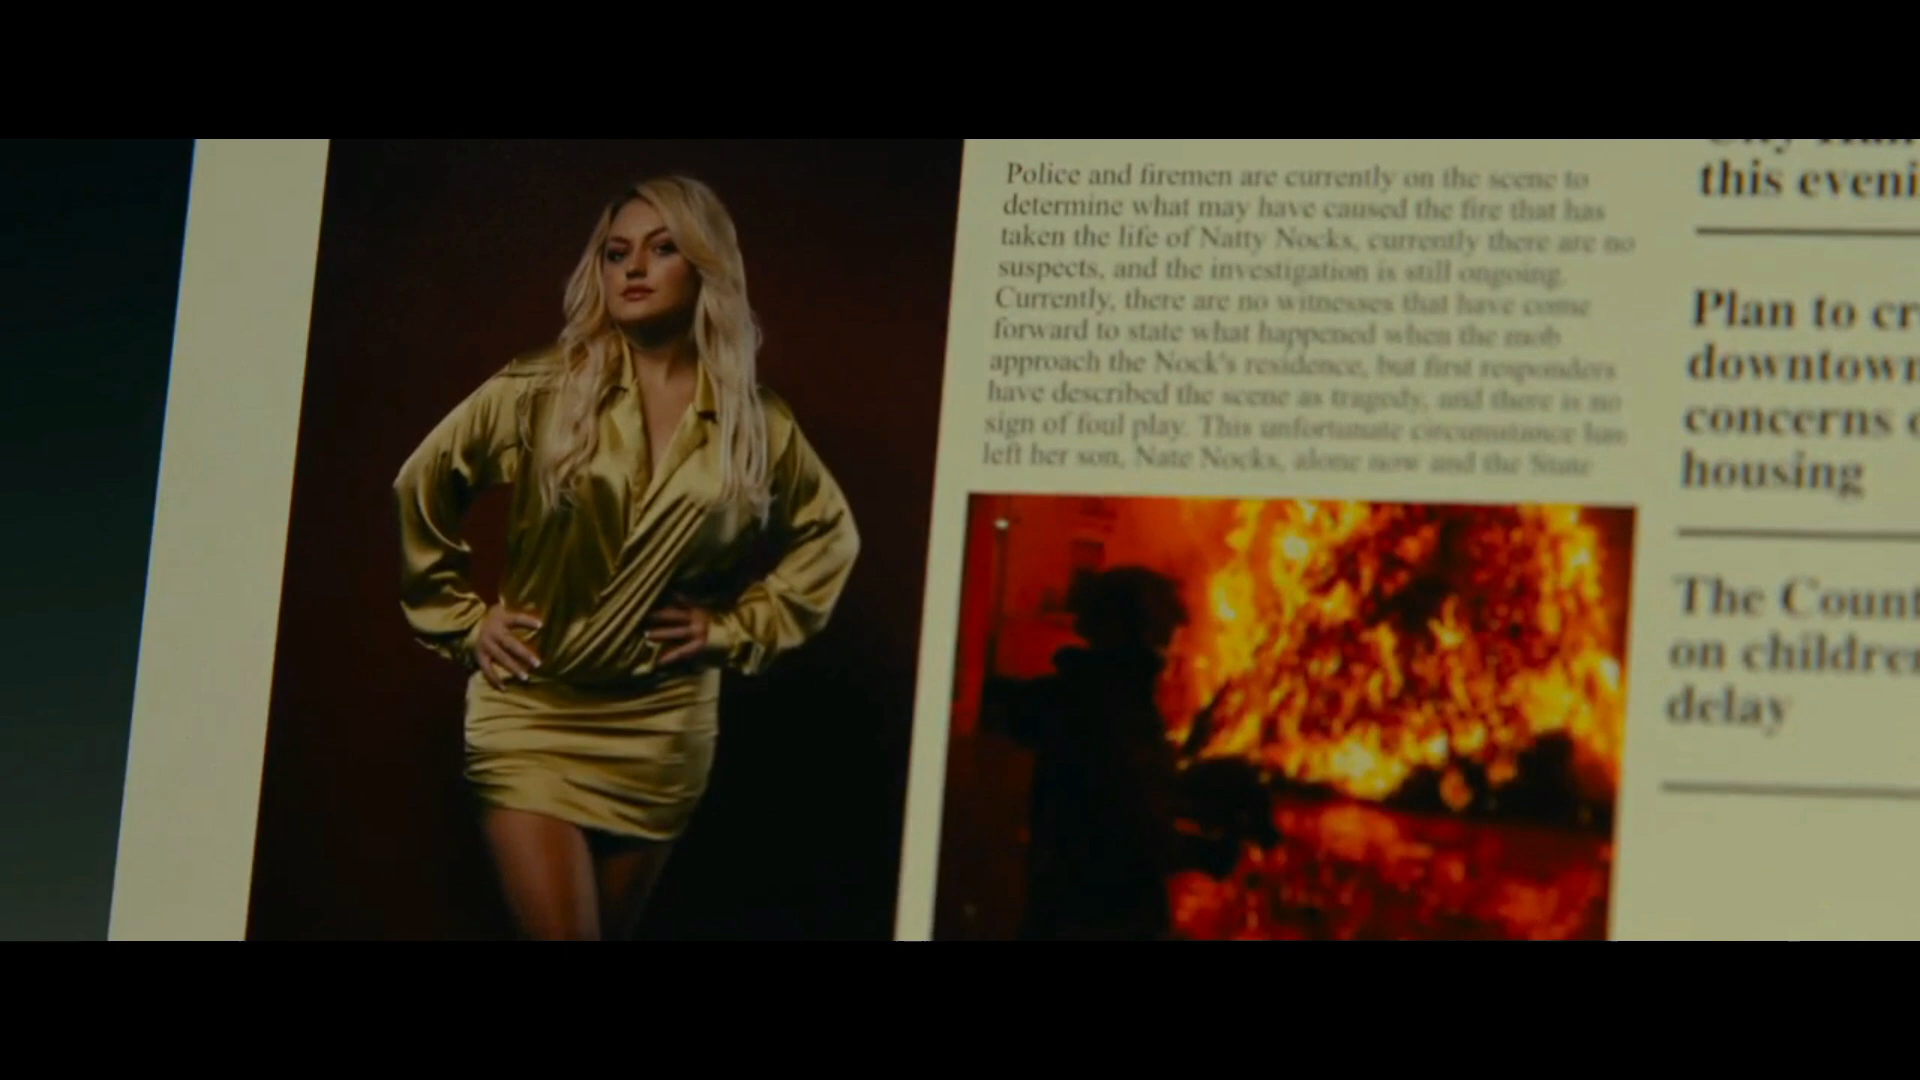 Police and firemen are currently on the scene to
determine what may have caused the fire that has
taken the life of Natty Nocks, currently there are no
suspects, and the investigation is still ongoing.
Currently, there are no witnesses that have come
forward to state what happened when the mob
approach the Nock's residence, but first responders
have described the scene as tragedy, and there is no
sign of foul play. This unfortunate circumstance has
left her son, Nate Nocks, alone now and the State
this eveni
Plan to cr
downtown
concerns
housing
The Count
on childre
delay